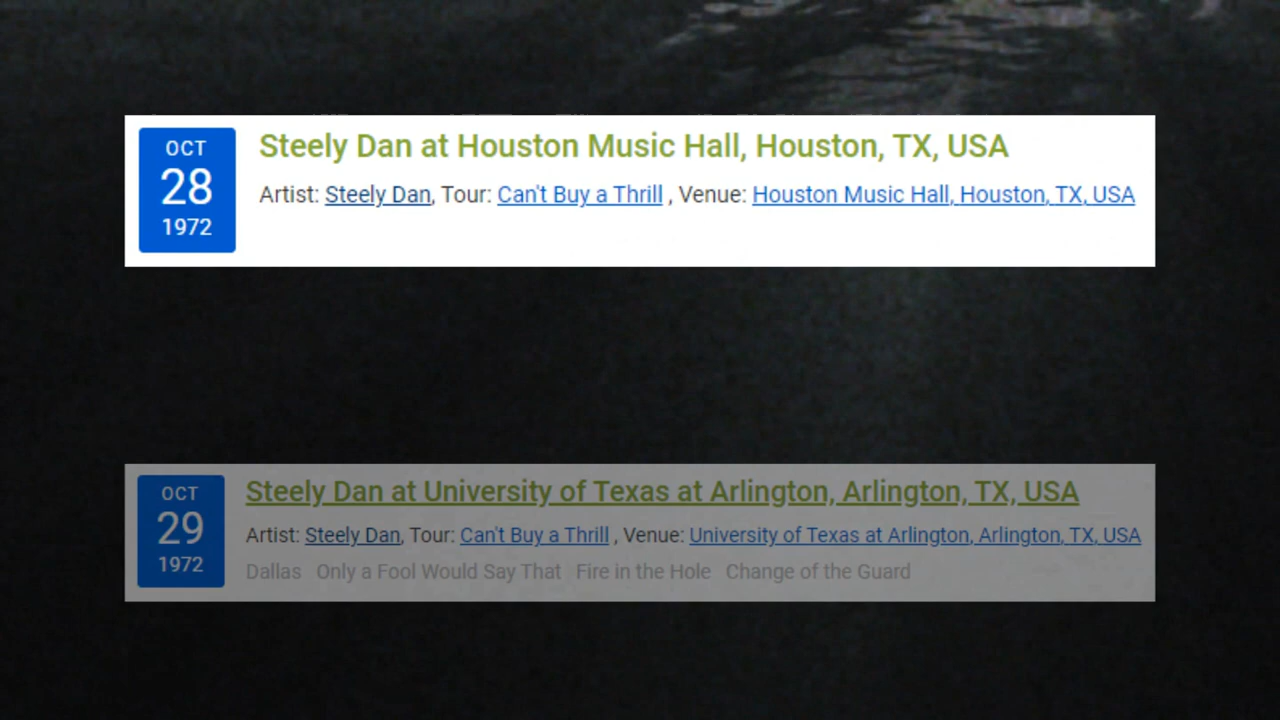 OCT
28
1972
Steely Dan at Houston Music Hall, Houston, TX, USA
Artist: Steely Dan, Tour: Can't Buy a Thrill , Venue: Houston Music Hall, Houston, TX, USA
OCT
29
1972
Steely Dan at University of Texas at Arlington, Arlington, TX, USA
Artist: Steely Dan, Tour: Can't Buy a Thrill , Venue: University of Texas at Arlington, Arlington, TX, USA
Dallas Only a Fool Would Say That Fire in the Hole Change of the Guard